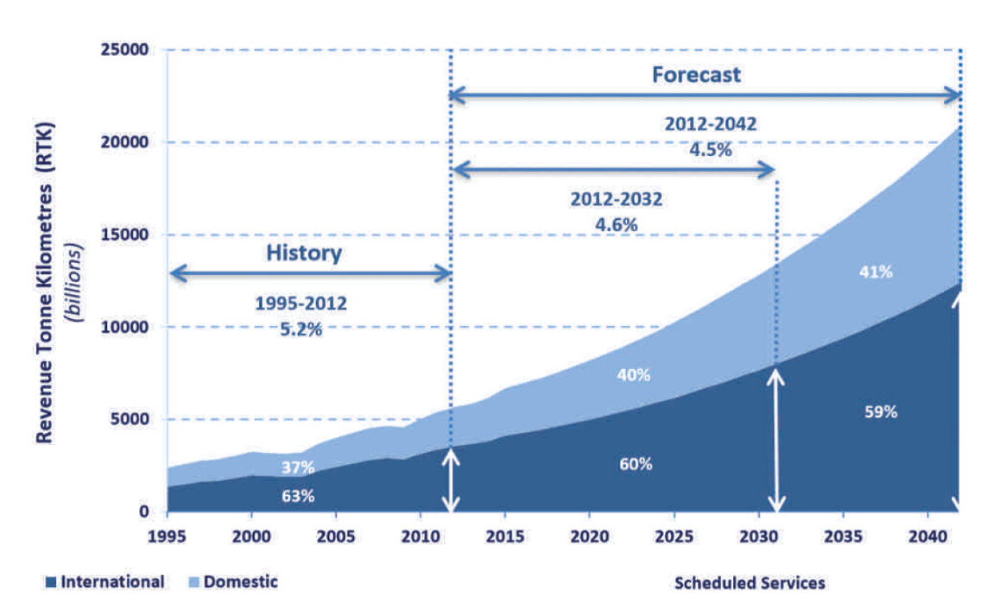 25000
20000
15000
10000
5000
0
Revenue Tonne Kilometres (RTK)
(billions)
Forecast
2012-2042
4.5%
2012-2032
4.6%
History
1995-2012
5.2%
41%
40%
59%
37%
60%
63%
1995 2000 2005 2010 2015 2020 2025 2030 2035 2040
International Domestic
Scheduled Services